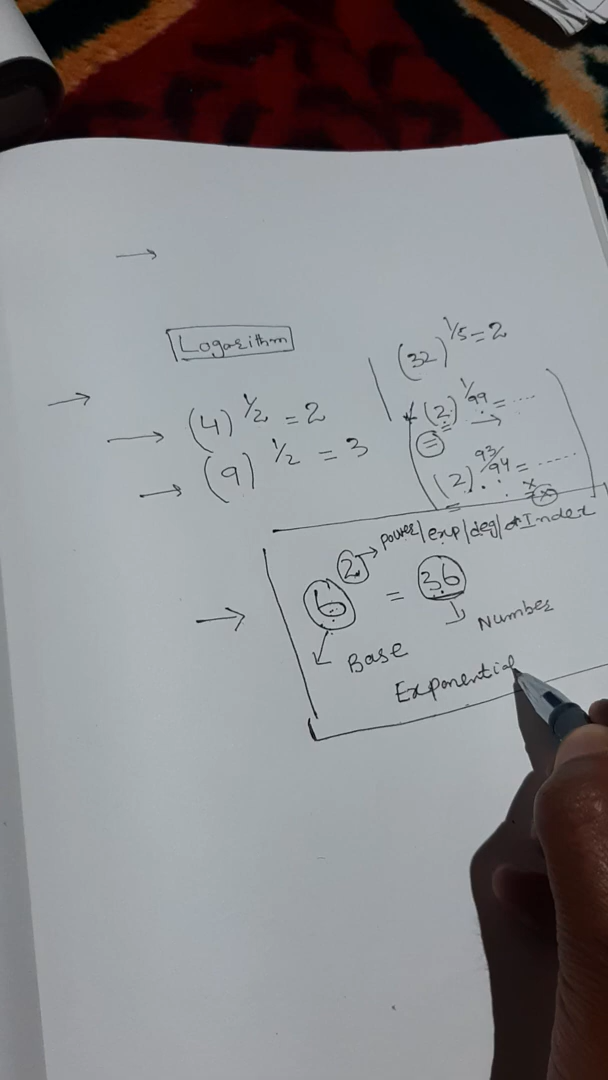 Logarithm
(32)^1/5 = 2
(4)^1/2 = 2
(2)^1/99 = ....
(9)^1/2 = 3
(2)^93/94 = .....
power/exp/deg/ Index
6^2 = 36
Number
Base
Exponential